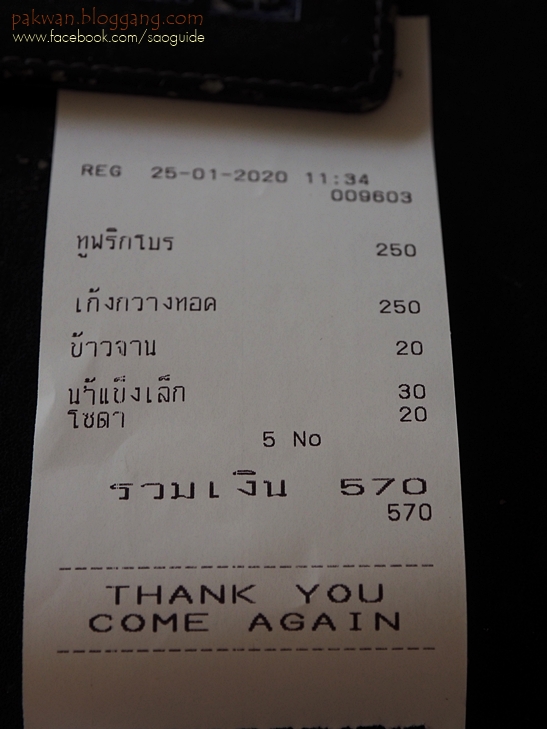 pakwan.bloggang.com
www.facebook.com/saoguide
REG 25-01-2020 11:34
009603
ทูพริกโบร 250
เก้งกวางทอด 250
ข้าวจาน 20
น้ำแข็งเล็ก 30
โซดา 20
5 No
รวมเงิน 570
570
THANK YOU
COME AGAIN